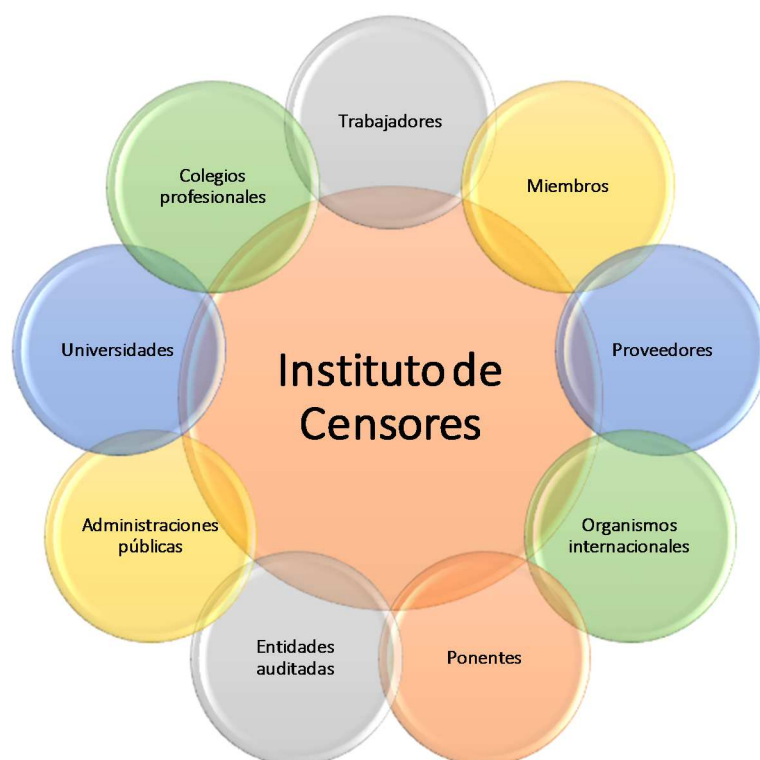 Trabajadores
Miembros
Proveedores
Organismos
internacionales
Ponentes
Entidades
auditadas
Administraciones
públicas
Universidades
Colegios
profesionales
Instituto de
Censores